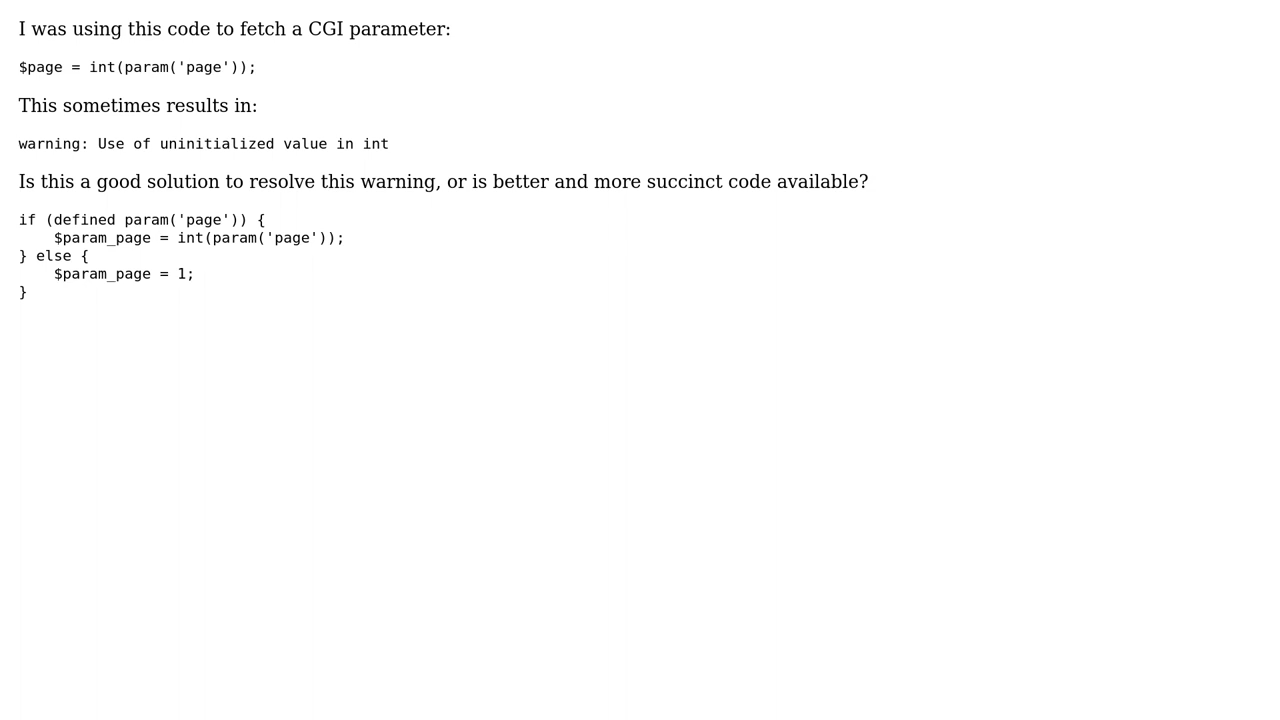 I was using this code to fetch a CGI parameter:
$page = int(param('page'));
This sometimes results in:
warning: Use of uninitialized value in int
Is this a good solution to resolve this warning, or is better and more succinct code available?
if (defined param('page')) {
    $param_page = int(param('page'));
} else {
    $param_page = 1;
}